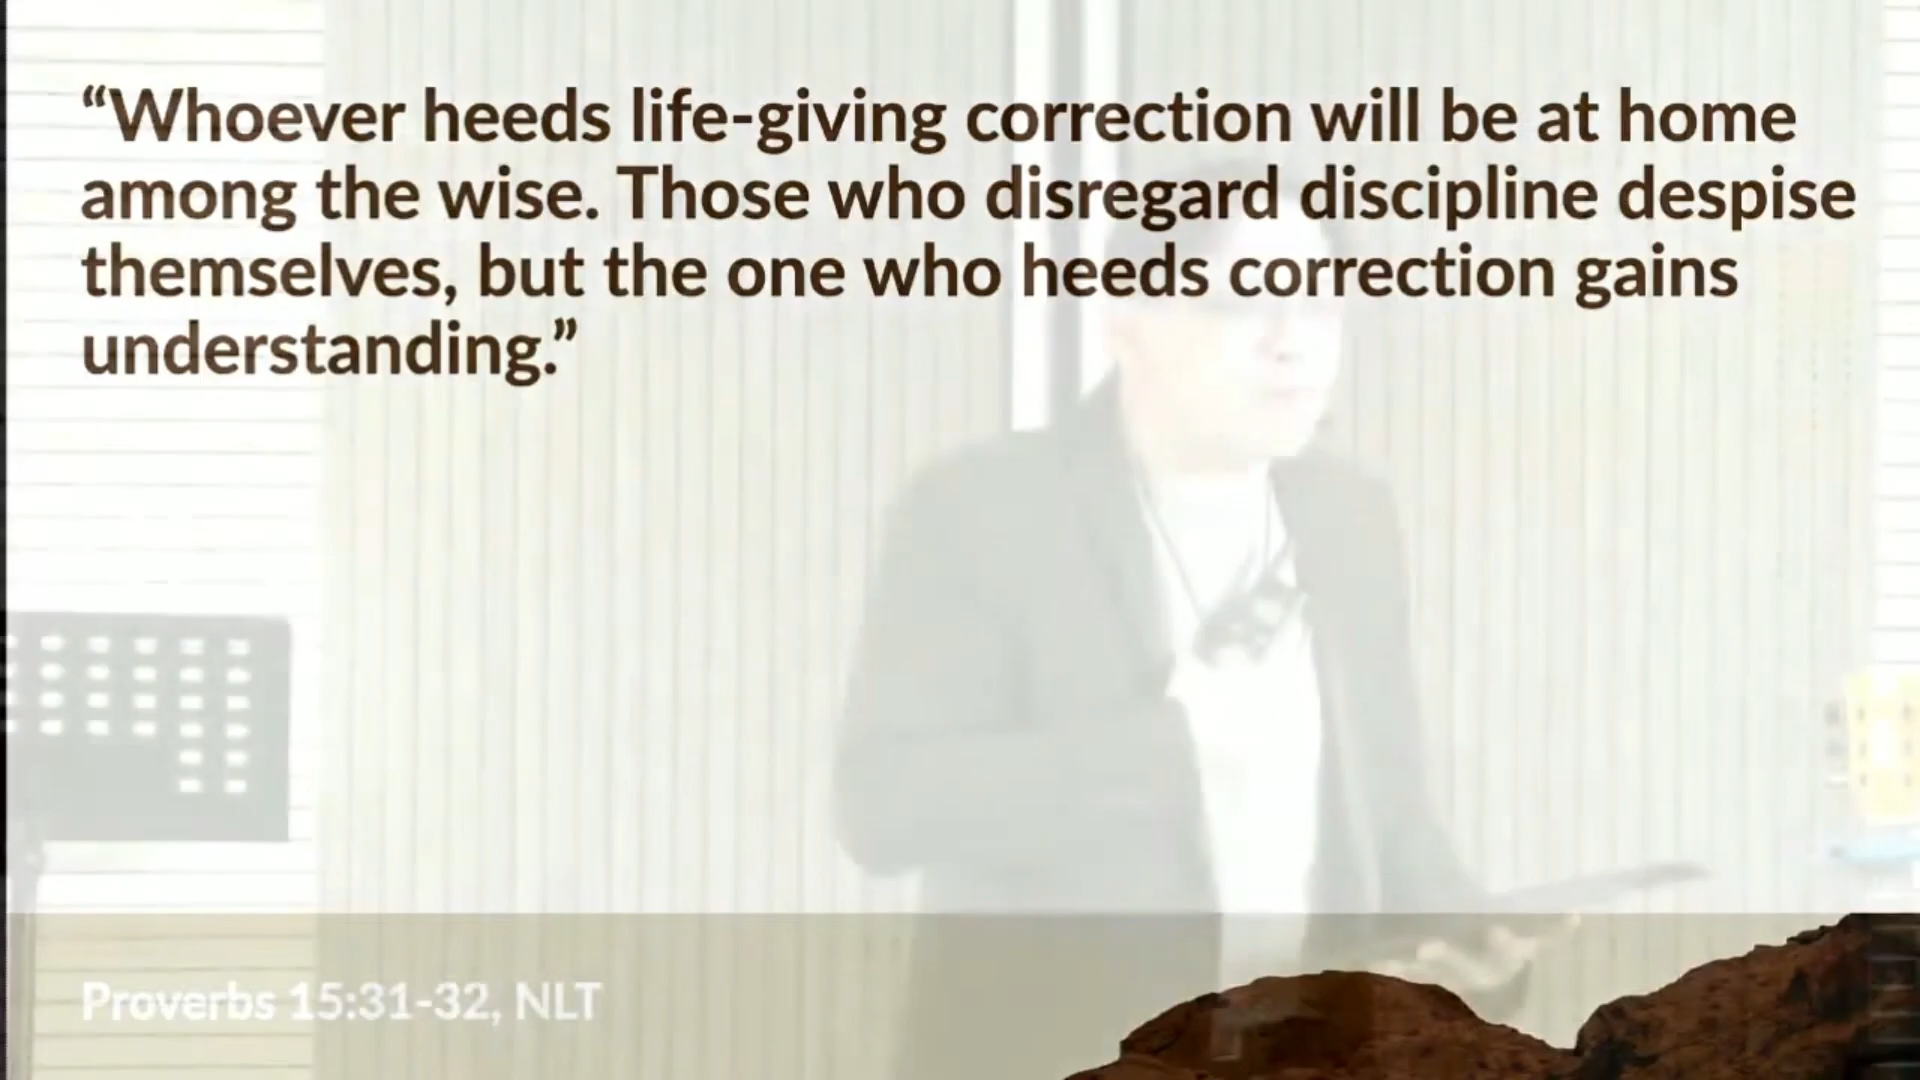 “Whoever heeds life-giving correction will be at home
among the wise. Those who disregard discipline despise
themselves, but the one who heeds correction gains
understanding.”
Proverbs 15:31-32, NLT